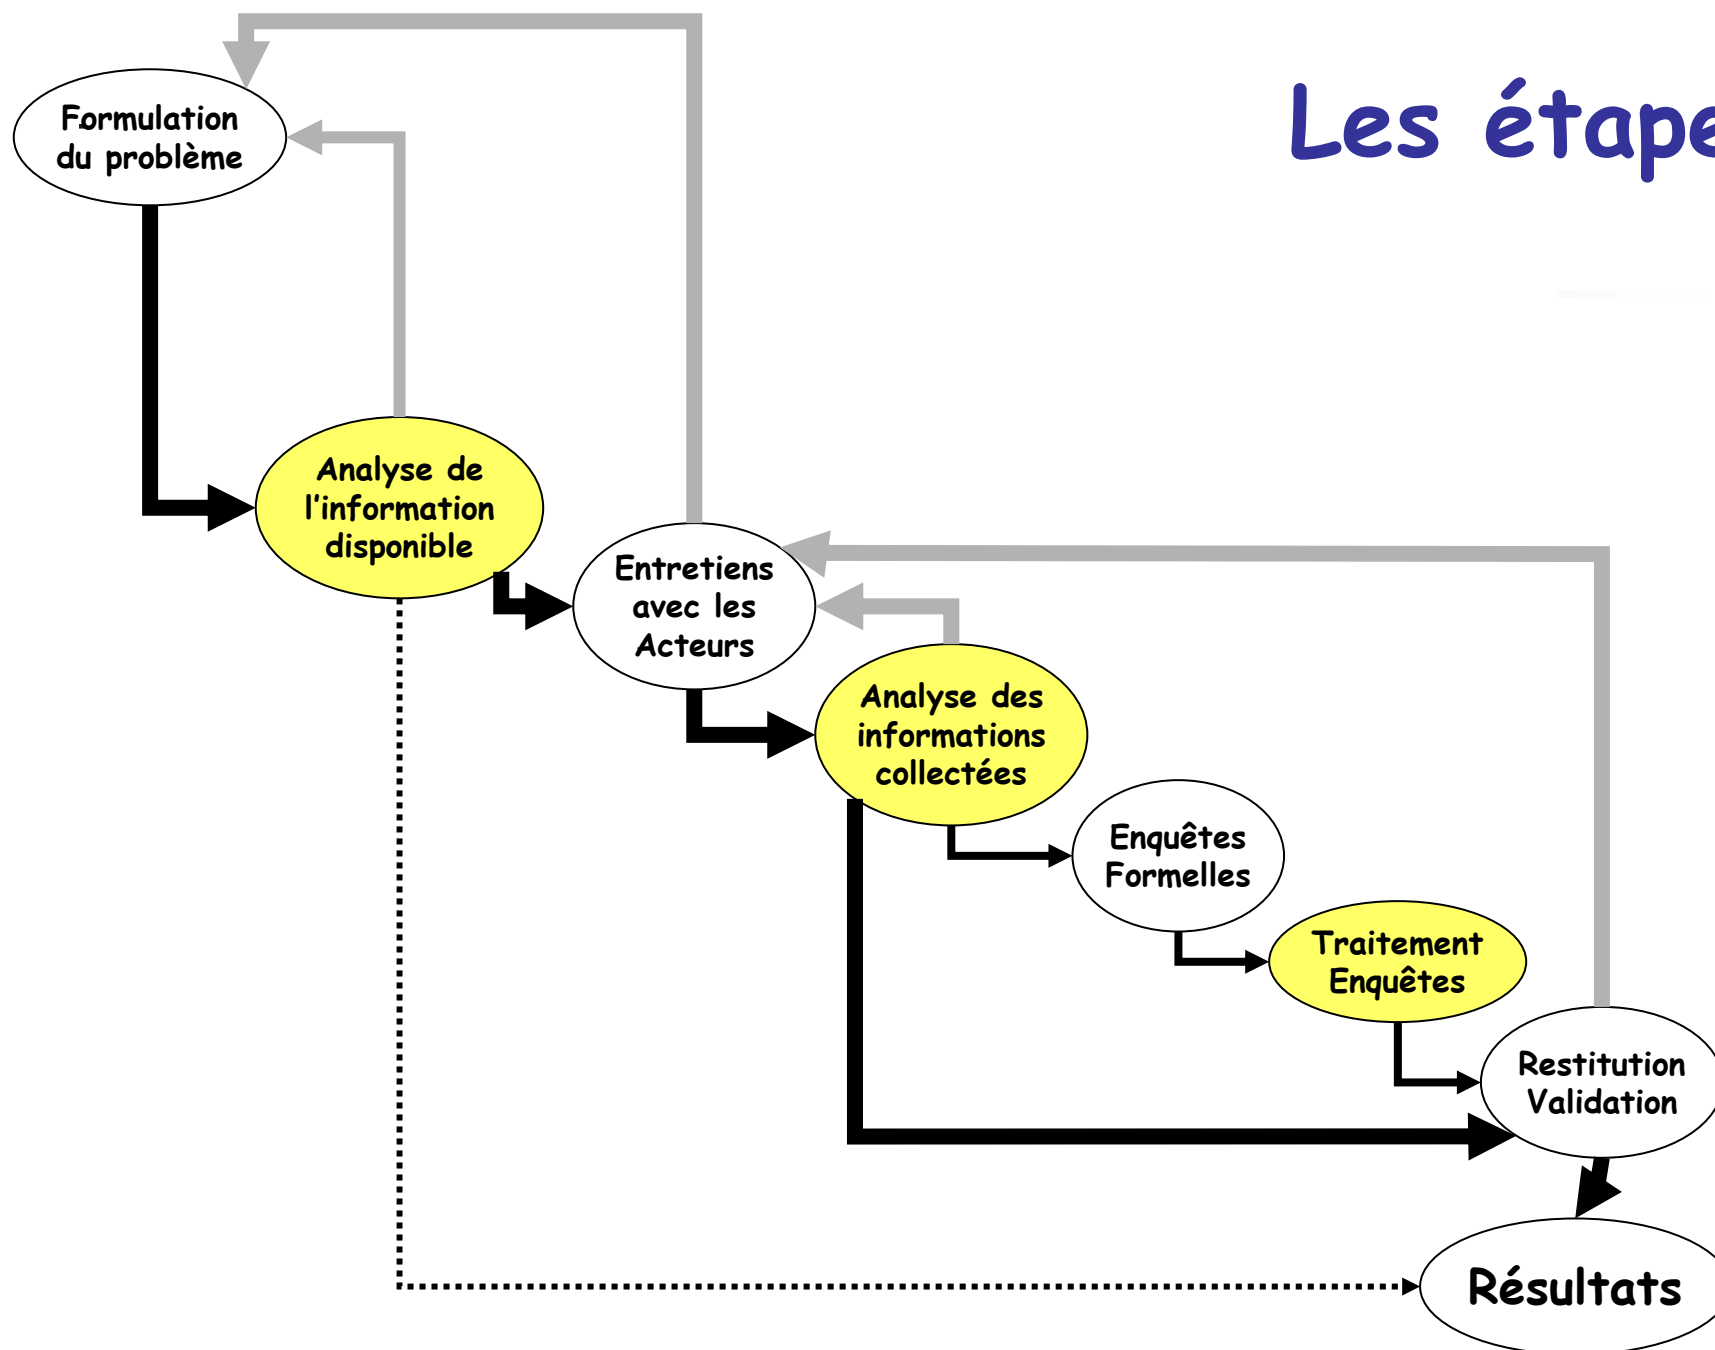 Les étape
Formulation
du problème
Analyse de
l'information
disponible
Entretiens
avec les
Acteurs
Analyse des
informations
collectées
Enquêtes
Formelles
Traitement
Enquêtes
Restitution
Validation
Résultats